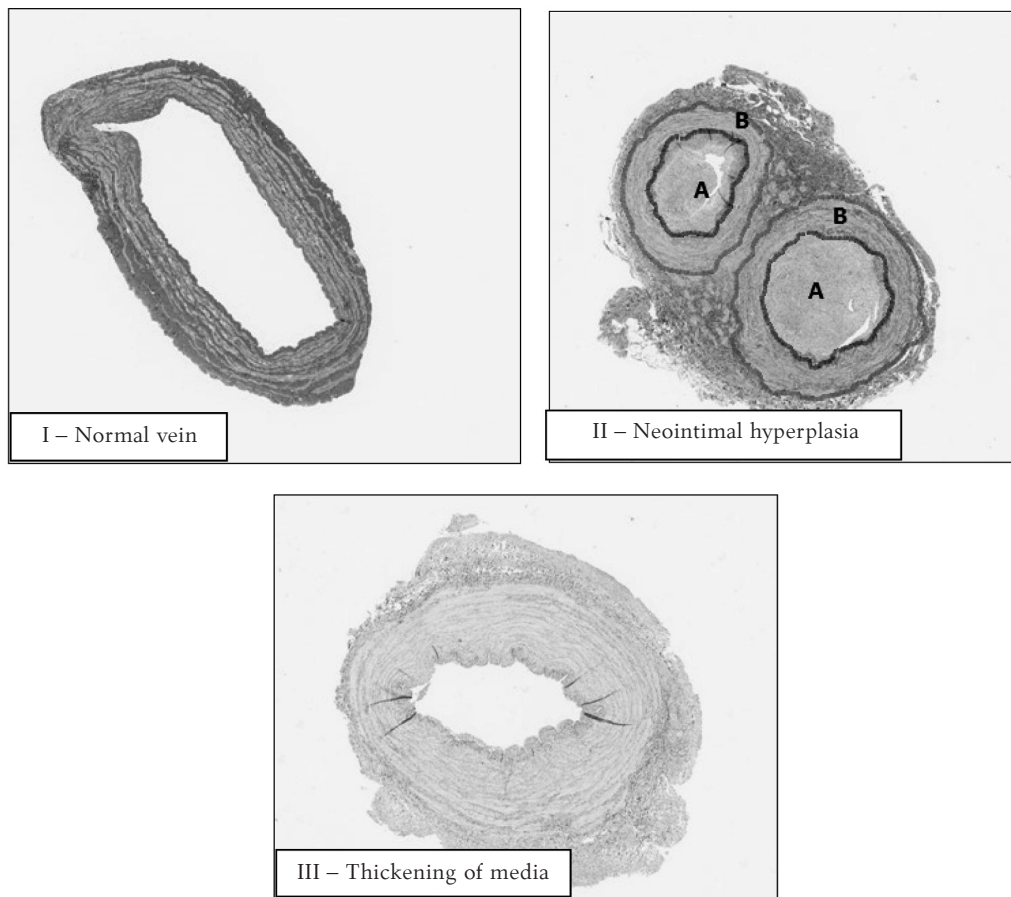 I – Normal vein
B
A
B
A
II – Neointimal hyperplasia
III – Thickening of media